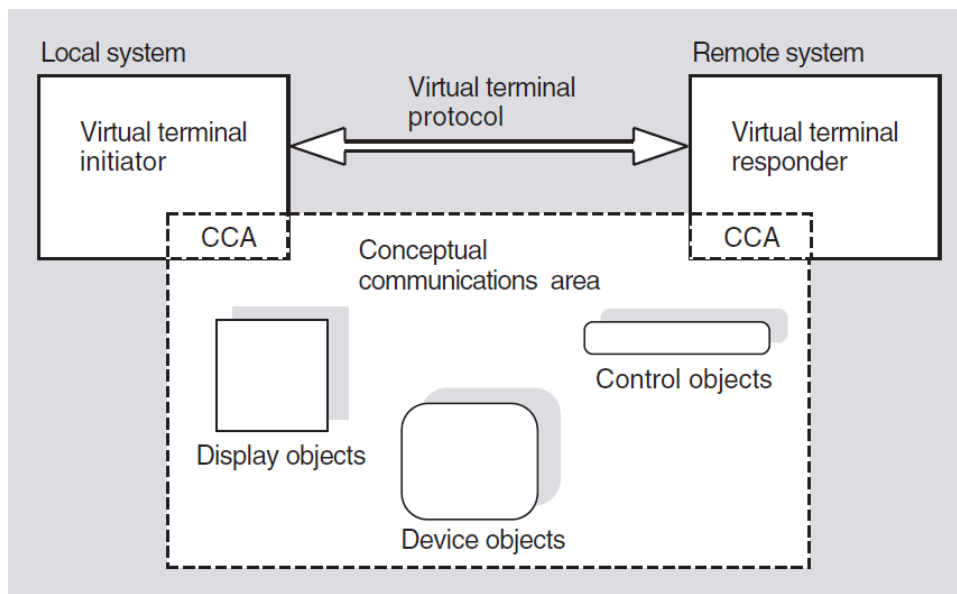 Local system
Remote system
Virtual terminal
protocol
Virtual terminal
initiator
Virtual terminal
responder
CCA
CCA
Conceptual
communications area
Control objects
Display objects
Device objects